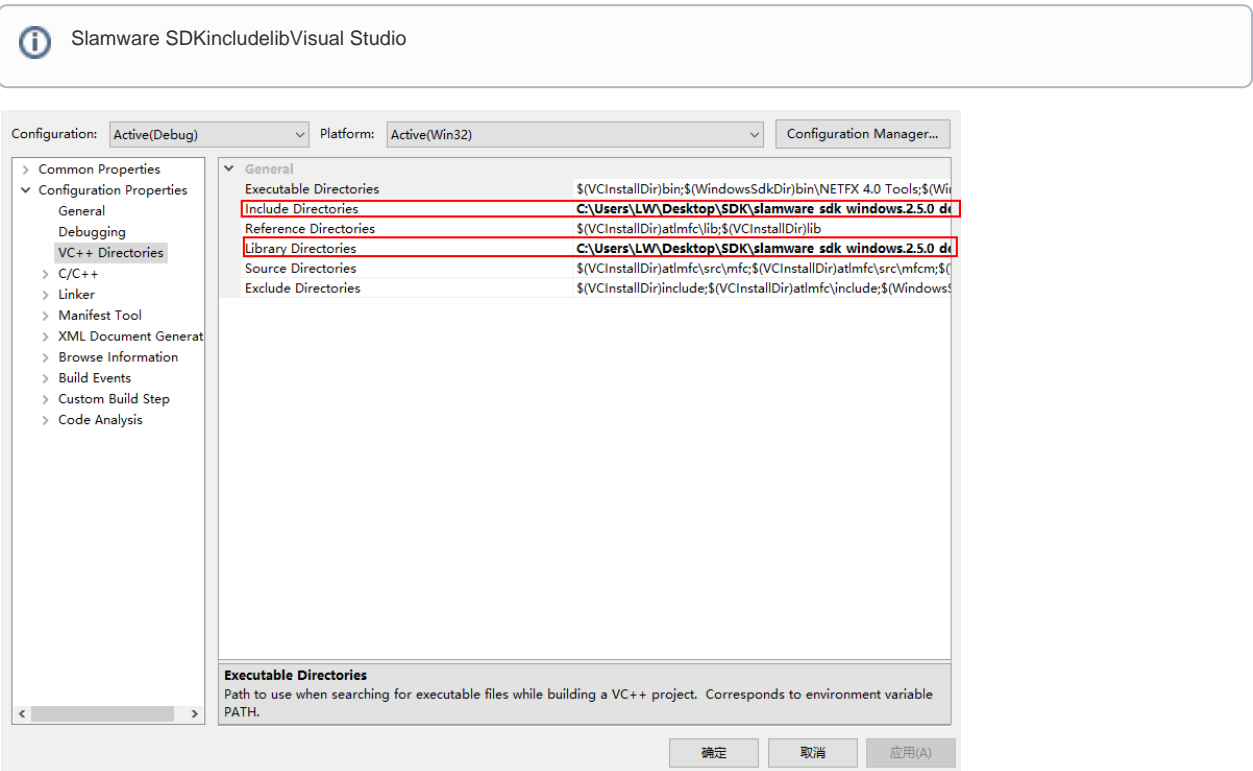 Slamware SDKincludelibVisual Studio
Configuration: Active(Debug) Platform: Active(Win32) Configuration Manager...
Common Properties
Configuration Properties
General
Debugging
VC++ Directories
C/C++
Linker
Manifest Tool
XML Document Generat
Browse Information
Build Events
Custom Build Step
Code Analysis
General
Executable Directories $(VCInstallDir)bin;$(WindowsSdkDir)bin\NETFX 4.0 Tools;$(Win
Include Directories C:\Users\LW\Desktop\SDK\slamware sdk windows.2.5.0 de
Reference Directories $(VCInstallDir)atlmfc\lib;$(VCInstallDir)lib
Library Directories C:\Users\LW\Desktop\SDK\slamware sdk windows.2.5.0 de
Source Directories $(VCInstallDir)atlmfc\src\mfc;$(VCInstallDir)atlmfc\src\mfcm;$(
Exclude Directories $(VCInstallDir)include;$(VCInstallDir)atlmfc\include;$(WindowsS
Executable Directories
Path to use when searching for executable files while building a VC++ project.  Corresponds to environment variable
PATH.
确定 取消 应用(A)